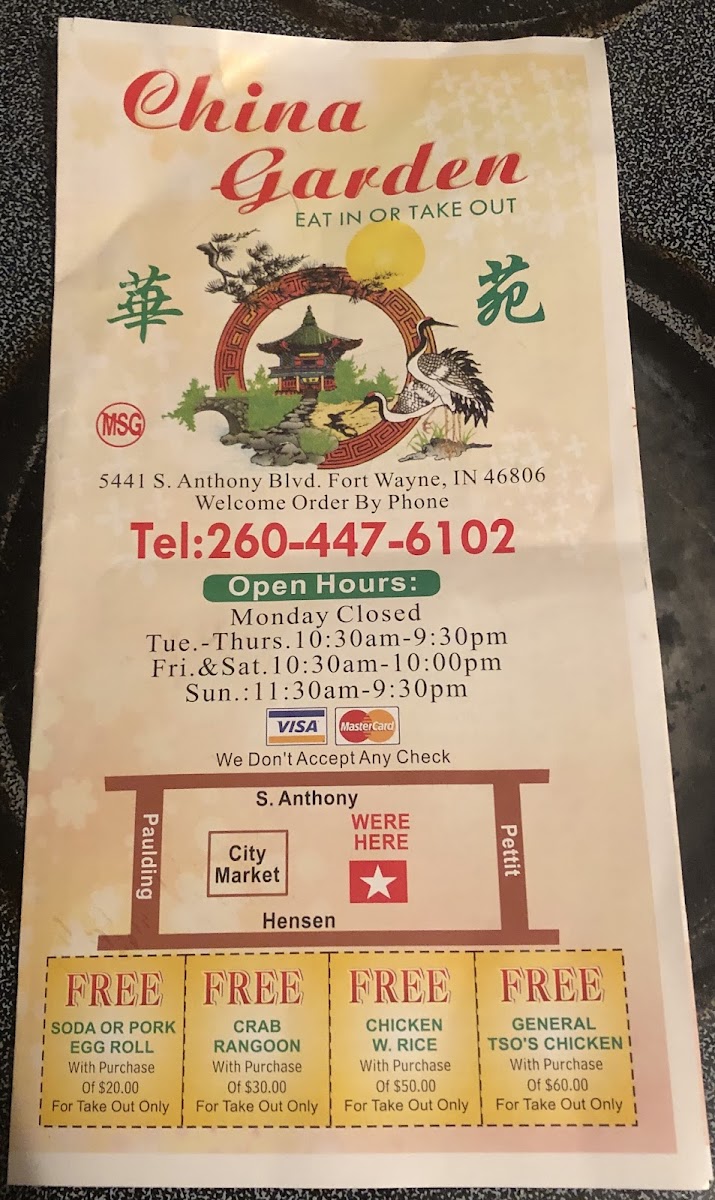 China
Garden
EAT IN OR TAKE OUT
華 苑
MSG
5441 S. Anthony Blvd. Fort Wayne, IN 46806
Welcome Order By Phone
Tel:260-447-6102
Open Hours:
Monday Closed
Tue.-Thurs.10:30am-9:30pm
Fri.&Sat.10:30am-10:00pm
Sun.:11:30am-9:30pm
VISA MasterCard
We Don't Accept Any Check
S. Anthony
Paulding
City
Market
WERE
HERE
Pettit
Hensen
FREE
SODA OR PORK
EGG ROLL
With Purchase
Of $20.00
For Take Out Only
FREE
CRAB
RANGOON
With Purchase
Of $30.00
For Take Out Only
FREE
CHICKEN
W. RICE
With Purchase
Of $50.00
For Take Out Only
FREE
GENERAL
TSO'S CHICKEN
With Purchase
Of $60.00
For Take Out Only